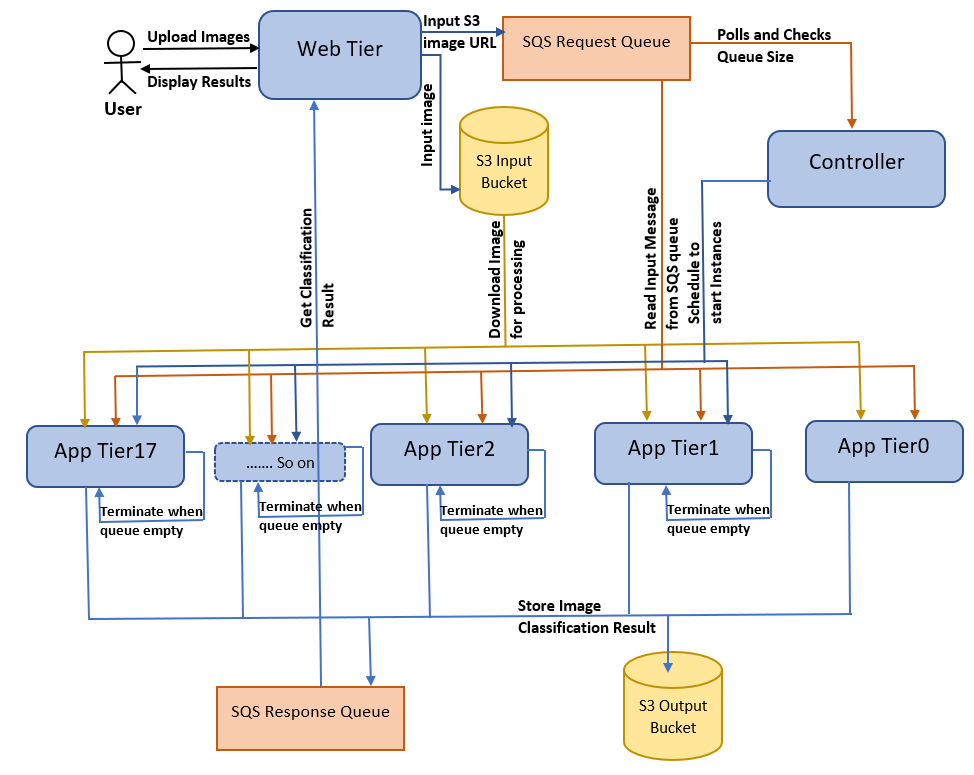 Upload Images
Display Results
User
Web Tier
Input S3
image URL
SQS Request Queue
Polls and Checks
Queue Size
Controller
Input image
S3 Input
Bucket
Get Classification
Result
Download Image
for processing
Read Input Message
from SQS queue
Schedule to
start Instances
App Tier17
....... So on
App Tier2
App Tier1
App Tier0
Terminate when
queue empty
Terminate when
queue empty
Terminate when
queue empty
Terminate when
queue empty
Store Image
Classification Result
SQS Response Queue
S3 Output
Bucket